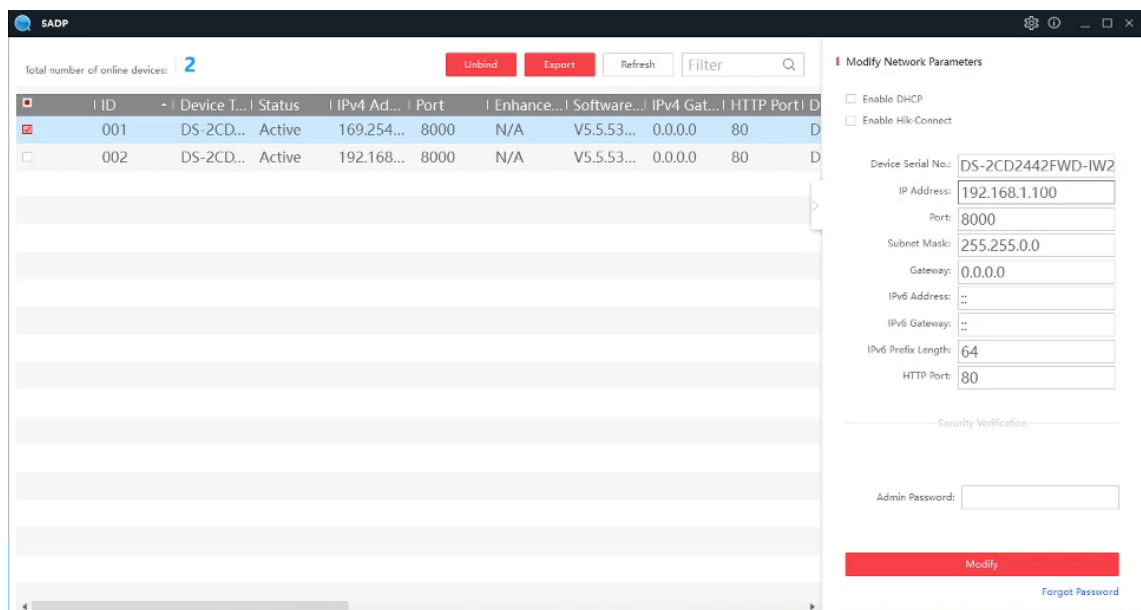 SADP
Total number of online devices: 2
Unbind Export Refresh Filter
ID Device T... Status IPv4 Ad... Port Enhance... Software... IPv4 Gat... HTTP Port D
001 DS-2CD... Active 169.254... 8000 N/A V5.5.53... 0.0.0.0 80 D
002 DS-2CD... Active 192.168... 8000 N/A V5.5.53... 0.0.0.0 80 D
Modify Network Parameters
Enable DHCP
Enable Hik-Connect
Device Serial No.: DS-2CD2442FWD-IW2
IP Address: 192.168.1.100
Port: 8000
Subnet Mask: 255.255.0.0
Gateway: 0.0.0.0
IPv6 Address: ::
IPv6 Gateway: ::
IPv6 Prefix Length: 64
HTTP Port: 80
Security Verification
Admin Password:
Modify
Forgot Password